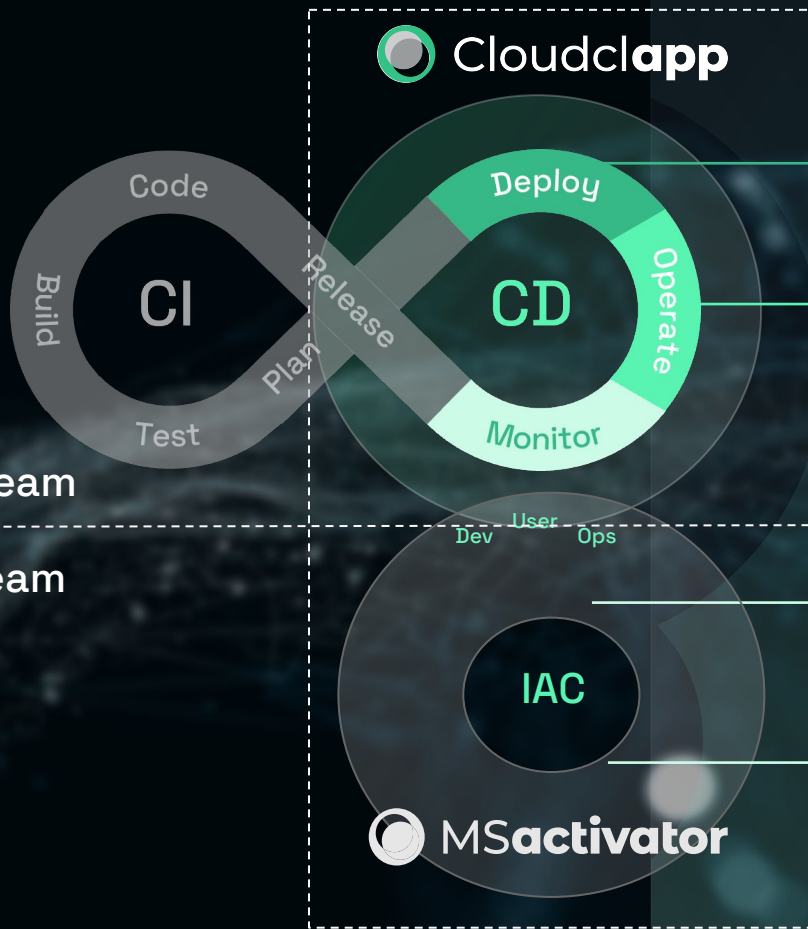 Cloudclapp
Code
Deploy
Build
CI
Release
CD
Operate
Plan
Test
Monitor
eam
User
Dev
Ops
eam
IAC
MSactivator